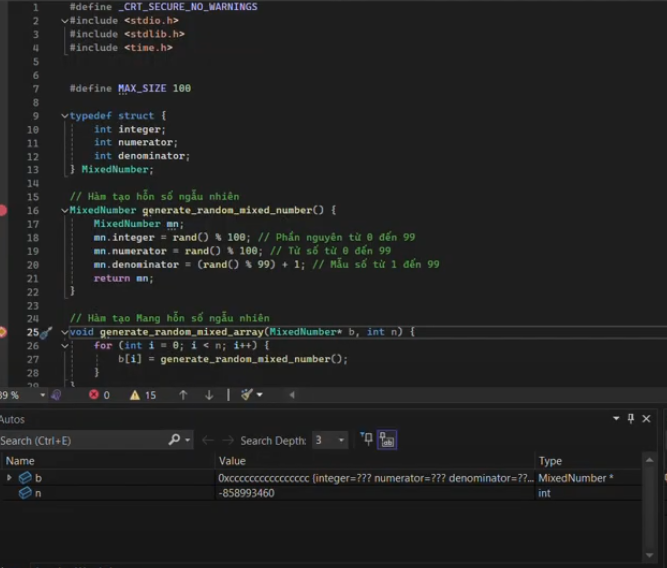 1 #define _CRT_SECURE_NO_WARNINGS
2 #include <stdio.h>
3 #include <stdlib.h>
4 #include <time.h>
5
6
7 #define MAX_SIZE 100
8
9 typedef struct {
10 int integer;
11 int numerator;
12 int denominator;
13 } MixedNumber;
14
15 // Hàm tạo hỗn số ngẫu nhiên
16 MixedNumber generate_random_mixed_number() {
17 MixedNumber mn;
18 mn.integer = rand() % 100; // Phần nguyên từ 0 đến 99
19 mn.numerator = rand() % 100; // Tử số từ 0 đến 99
20 mn.denominator = (rand() % 99) + 1; // Mẫu số từ 1 đến 99
21 return mn;
22 }
23
24 // Hàm tạo Mang hỗn số ngẫu nhiên
25 void generate_random_mixed_array(MixedNumber* b, int n) {
26 for (int i = 0; i < n; i++) {
27 b[i] = generate_random_mixed_number();
28 }
29 }
39 % 0 15
Autos
Search (Ctrl+E) Search Depth: 3
Name Value Type
b 0xcccccccccccccccc {integer=??? numerator=??? denominator=??... MixedNumber *
n -858993460 int